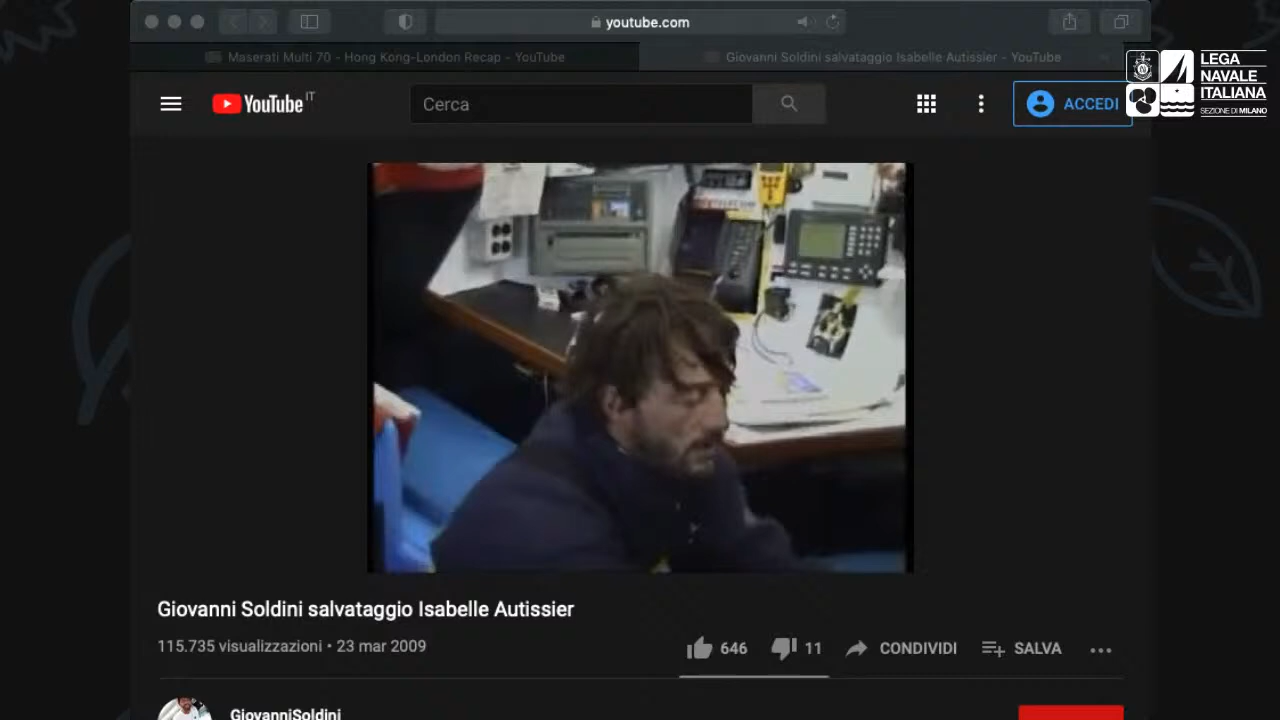 youtube.com
Maserati Multi 70 - Hong Kong-London Recap - YouTube
Giovanni Soldini salvataggio Isabelle Autissier - YouTube
LEGA
NAVALE
ITALIANA
SEZIONE DI MILANO
YouTube IT
Cerca
ACCEDI
Giovanni Soldini salvataggio Isabelle Autissier
115.735 visualizzazioni • 23 mar 2009
646
11
CONDIVIDI
SALVA
GiovanniSoldini